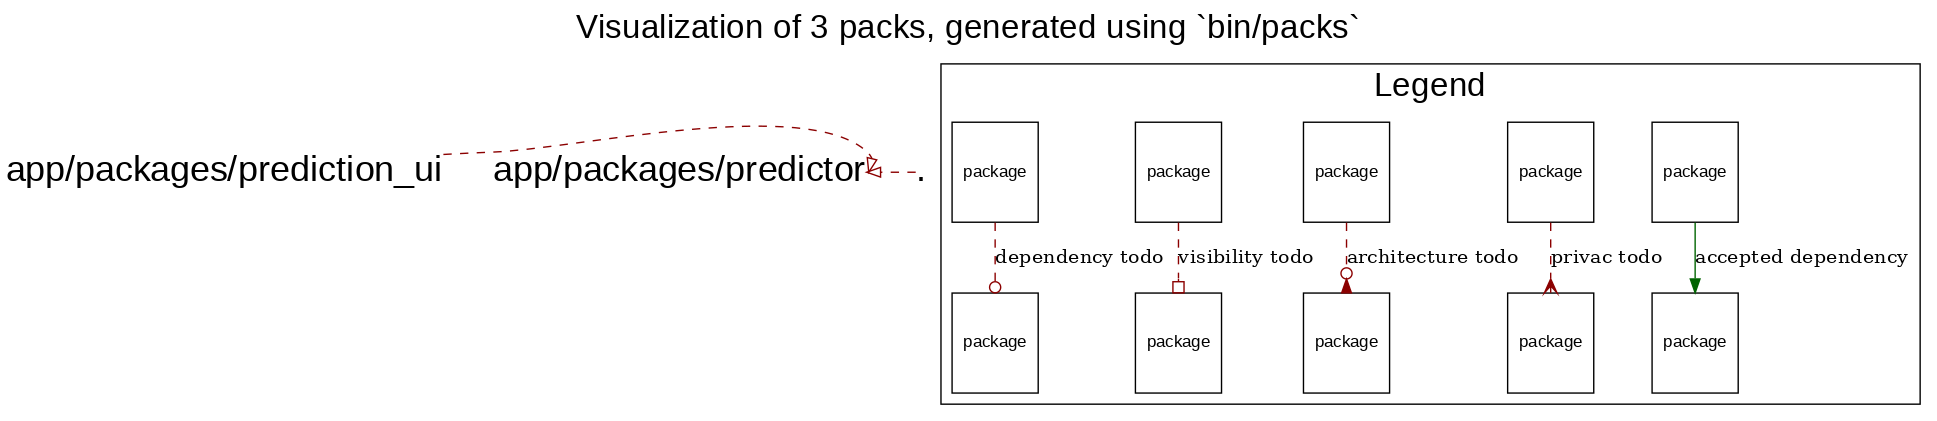 Visualization of 3 packs, generated using `bin/packs`
Legend
app/packages/prediction_ui app/packages/predictor .
package package package package package
dependency todo visibility todo architecture todo privac todo accepted dependency
package package package package package